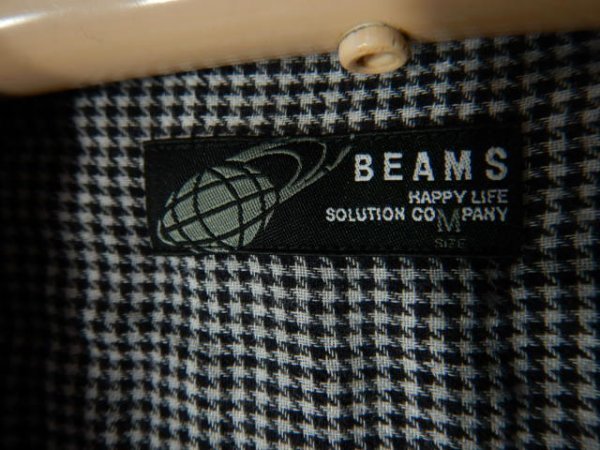 BEAMS
HAPPY LIFE
SOLUTION COMPANY
SIZE